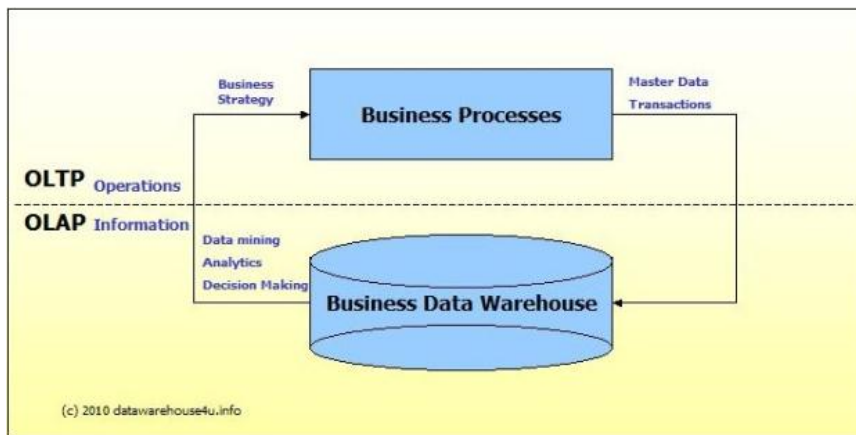 Business
Strategy
Business Processes
Master Data
Transactions
OLTP Operations
OLAP Information
Data mining
Analytics
Decision Making
Business Data Warehouse
(c) 2010 datawarehouse4u.info